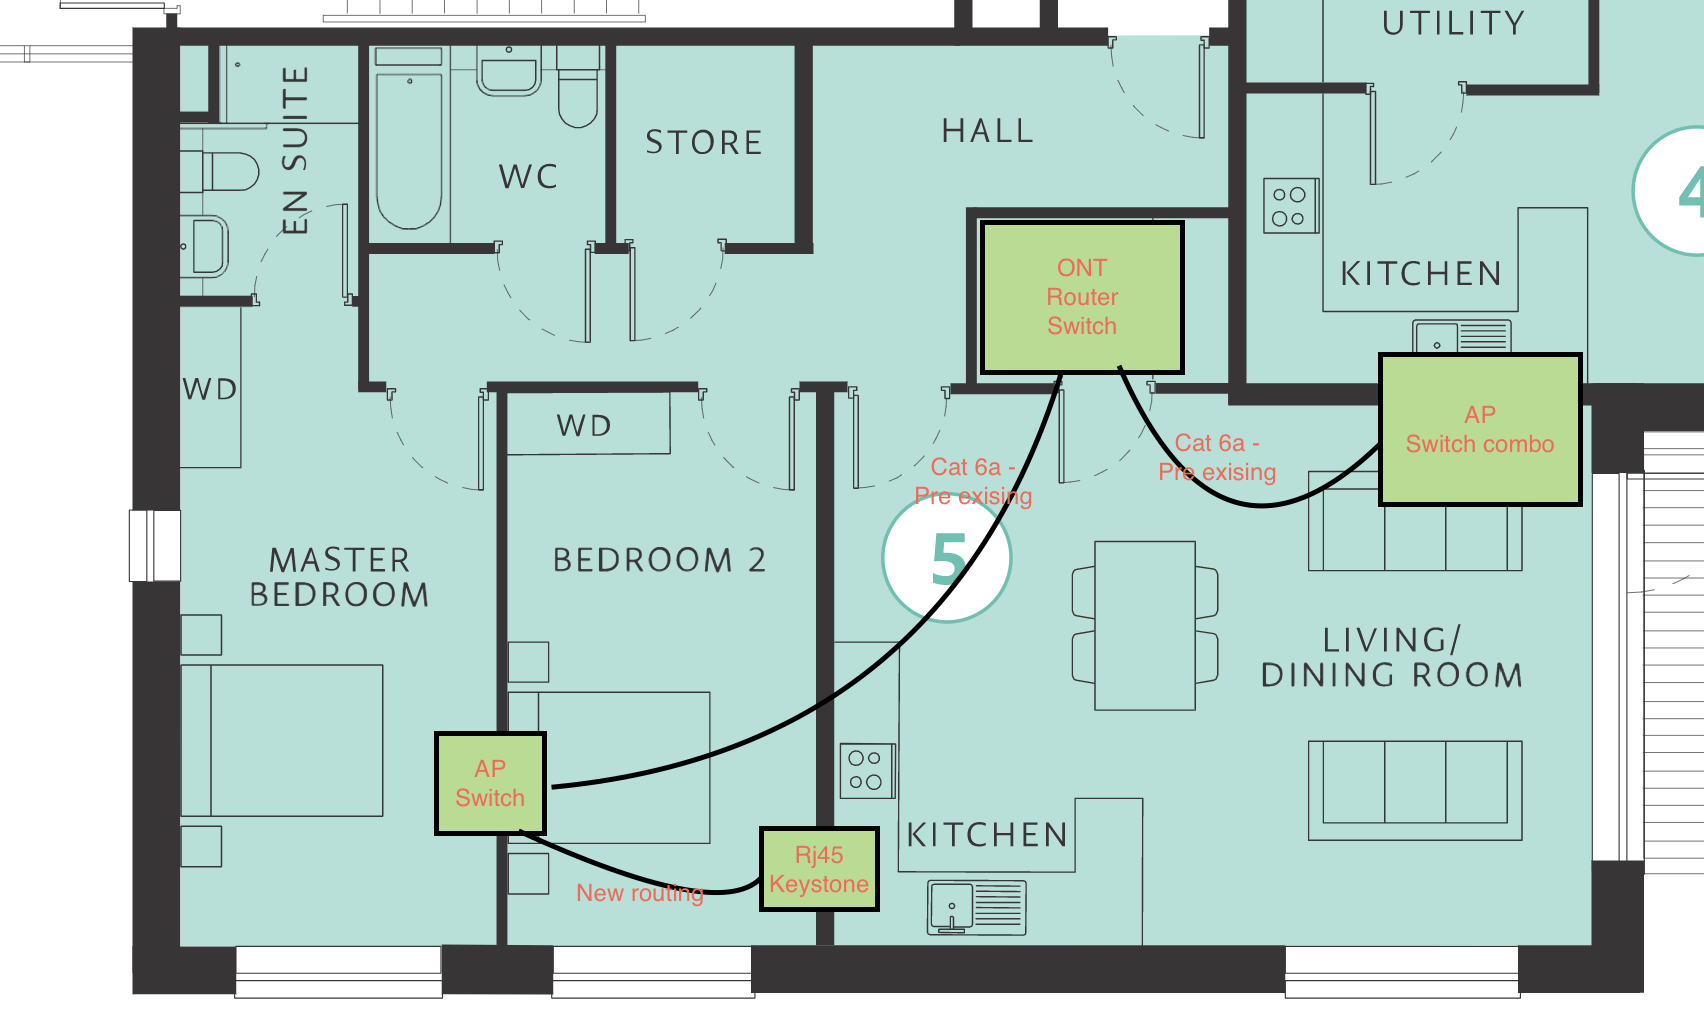 UTILITY
EN SUITE
WC
STORE
HALL
4
KITCHEN
ONT
Router
Switch
WD
WD
AP
Switch combo
Cat 6a -
Pre exising
Cat 6a -
Pre exising
5
MASTER
BEDROOM
BEDROOM 2
LIVING/
DINING ROOM
AP
Switch
KITCHEN
Rj45
Keystone
New routing